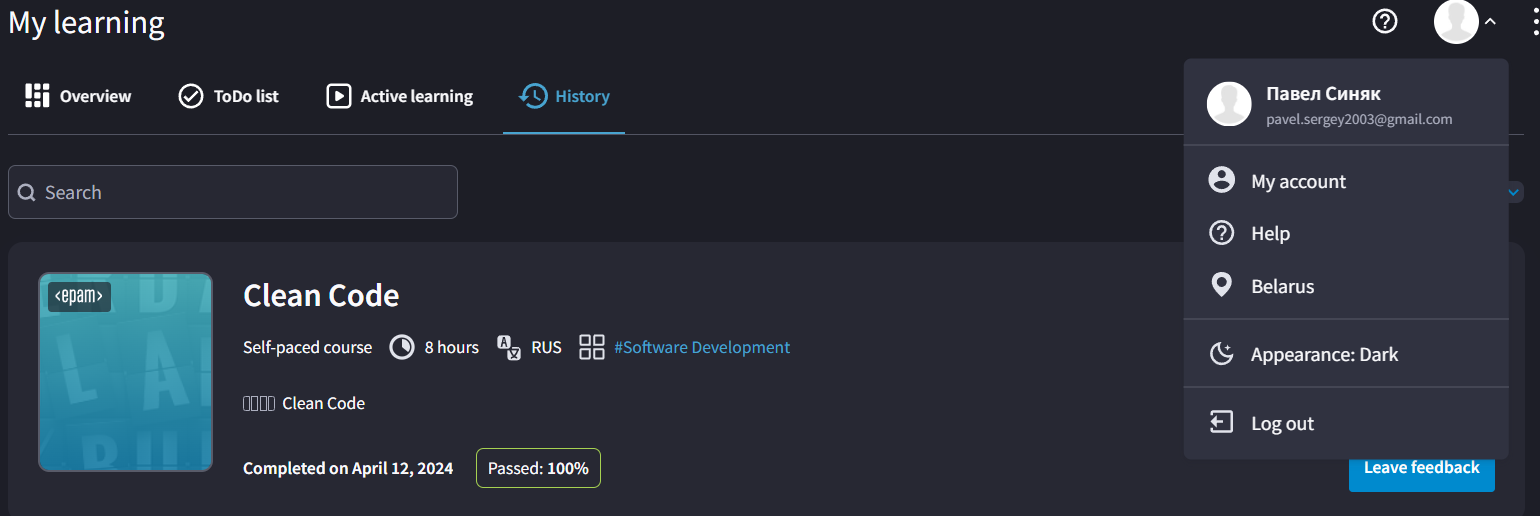 My learning
Overview
ToDo list
Active learning
History
Павел Синяк
pavel.sergey2003@gmail.com
My account
Help
Belarus
Appearance: Dark
Log out
Search
<epam>
Clean Code
Self-paced course
8 hours
RUS
#Software Development
Clean Code
Completed on April 12, 2024
Passed: 100%
Leave feedback